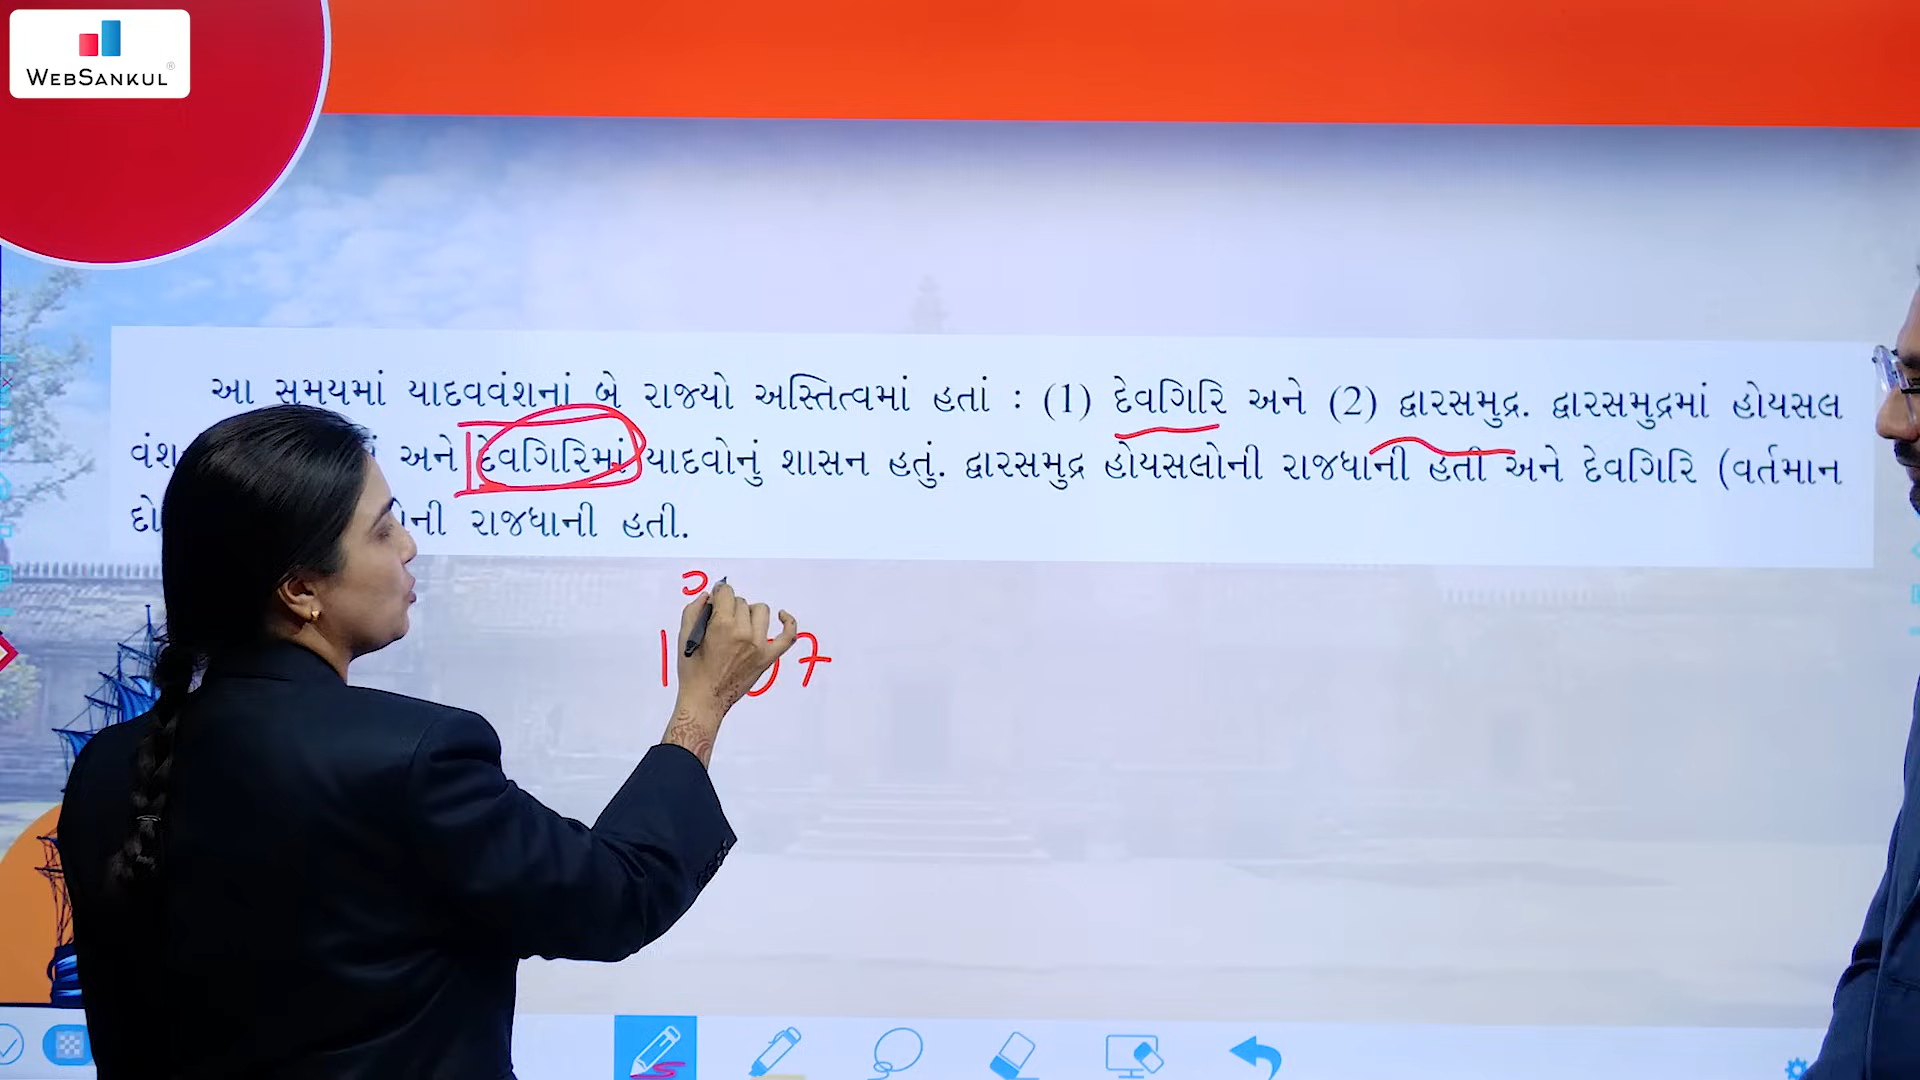 WEBSANKUL
આ સમયમાં યાદવવંશનાં બે રાજ્યો અસ્તિત્વમાં હતાં : (1) દેવગિરિ અને (2) દ્વારસમુદ્ર. દ્વારસમુદ્રમાં હોયસલ
અને દેવગિરિમાં યાદવોનું શાસન હતું. દ્વારસમુદ્ર હોયસલોની રાજધાની હતી અને દેવગિરિ (વર્તમાન
રાજધાની હતી.